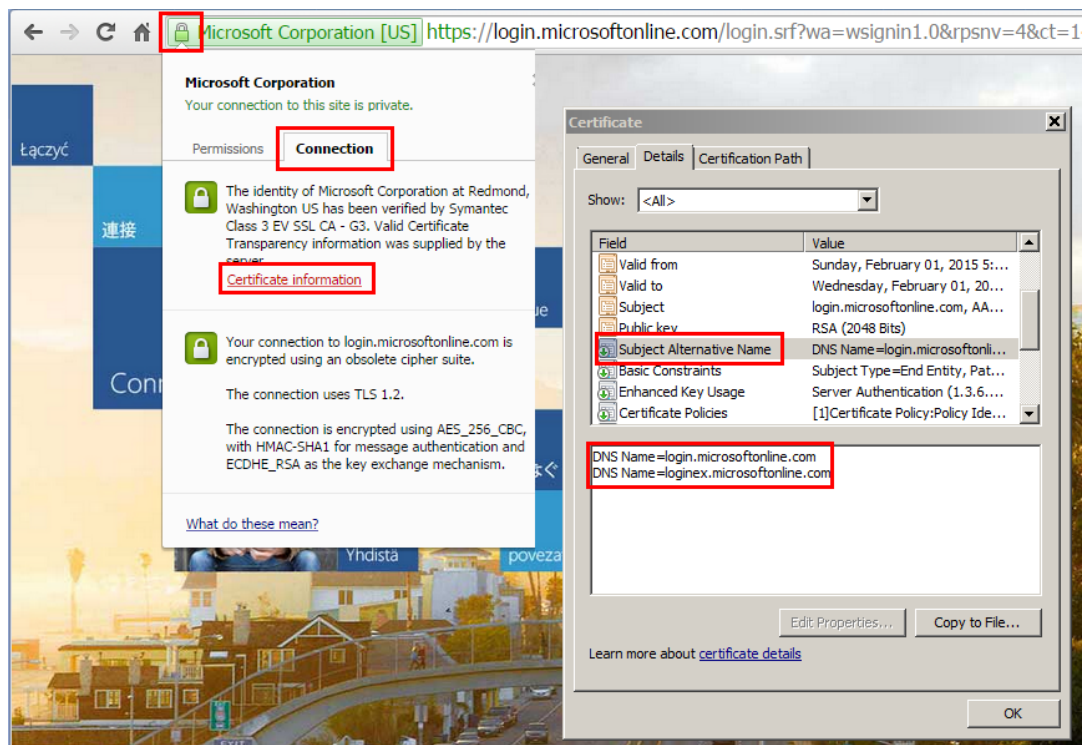 Microsoft Corporation [US] https://login.microsoftonline.com/login.srf?wa=wsignin1.0&rpsnv=4&ct=1
Microsoft Corporation
Your connection to this site is private.
Permissions
Connection
The identity of Microsoft Corporation at Redmond,
Washington US has been verified by Symantec
Class 3 EV SSL CA - G3. Valid Certificate
Transparency information was supplied by the
server.
Certificate information
Your connection to login.microsoftonline.com is
encrypted using an obsolete cipher suite.
The connection uses TLS 1.2.
The connection is encrypted using AES_256_CBC,
with HMAC-SHA1 for message authentication and
ECDHE_RSA as the key exchange mechanism.
What do these mean?
Łączyć
連接
Conn
ue
ぐ
Yhdistä
poveza
EXIT
Certificate
General Details Certification Path
Show: <All>
Field Value
Valid from Sunday, February 01, 2015 5:...
Valid to Wednesday, February 01, 20...
Subject login.microsoftonline.com, AA...
Public key RSA (2048 Bits)
Subject Alternative Name DNS Name=login.microsoftonli...
Basic Constraints Subject Type=End Entity, Pat...
Enhanced Key Usage Server Authentication (1.3.6....
Certificate Policies [1]Certificate Policy:Policy Ide...
DNS Name=login.microsoftonline.com
DNS Name=loginex.microsoftonline.com
Edit Properties... Copy to File...
Learn more about certificate details
OK